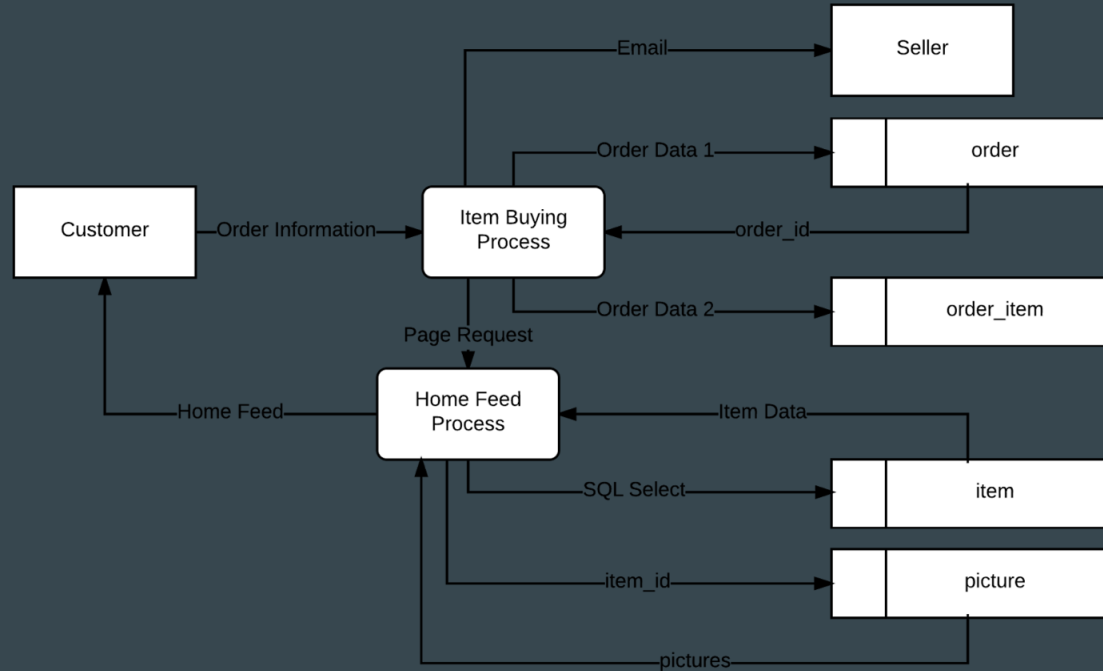 Email
Seller
Order Data 1
order
Customer
Order Information
Item Buying
Process
order_id
Order Data 2
order_item
Page Request
Home Feed
Process
Home Feed
Item Data
SQL Select
item
item_id
picture
pictures